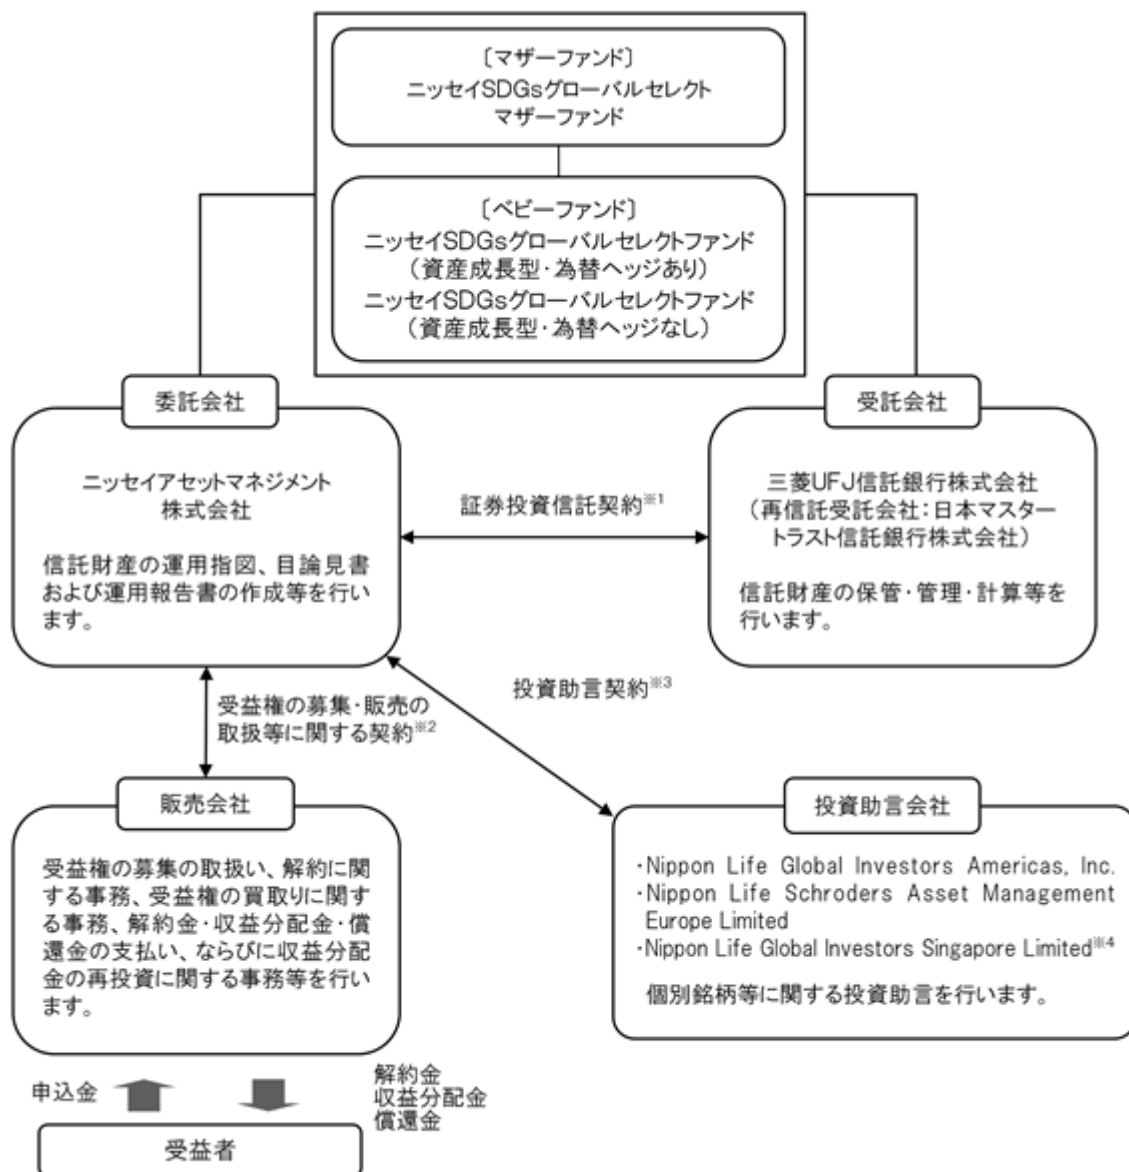 〔マザーファンド〕
ニッセイSDGsグローバルセレクト
マザーファンド
〔ベビーファンド〕
ニッセイSDGsグローバルセレクトファンド
（資産成長型・為替ヘッジあり）
ニッセイSDGsグローバルセレクトファンド
（資産成長型・為替ヘッジなし）
委託会社
ニッセイアセットマネジメント
株式会社
信託財産の運用指図、目論見書
および運用報告書の作成等を行い
ます。
証券投資信託契約※1
受託会社
三菱UFJ信託銀行株式会社
（再信託受託会社：日本マスター
トラスト信託銀行株式会社）
信託財産の保管・管理・計算等を
行います。
受益権の募集・販売の
取扱等に関する契約※2
投資助言契約※3
販売会社
受益権の募集の取扱い、解約に関
する事務、受益権の買取りに関す
る事務、解約金・収益分配金・償
還金の支払い、ならびに収益分配
金の再投資に関する事務等を行い
ます。
投資助言会社
・Nippon Life Global Investors Americas, Inc.
・Nippon Life Schroders Asset Management
Europe Limited
・Nippon Life Global Investors Singapore Limited※4
個別銘柄等に関する投資助言を行います。
申込金
解約金
収益分配金
償還金
受益者